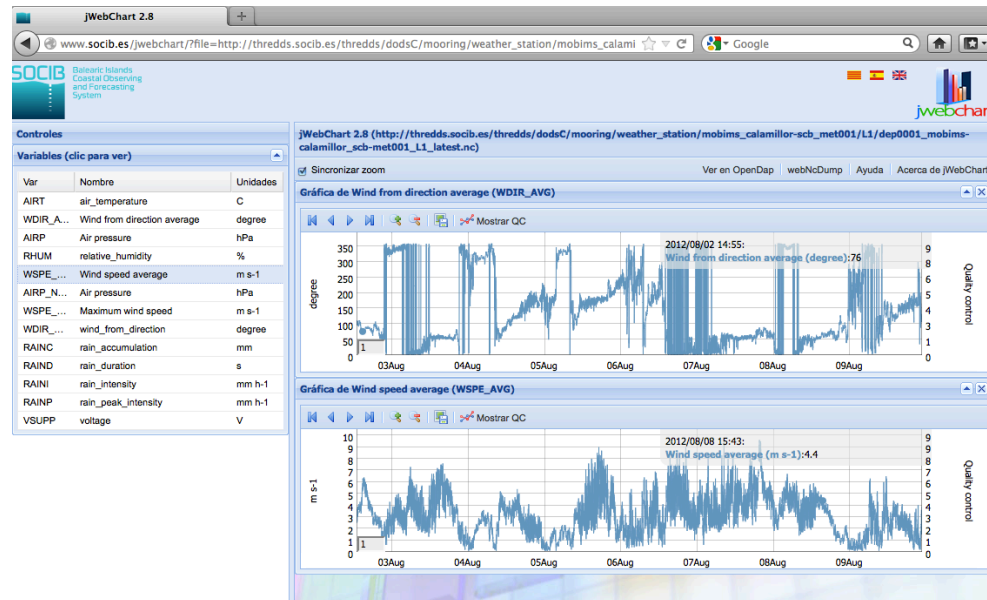 jWebChart 2.8
www.socib.es/jwebchart/?file=http://thredds.socib.es/thredds/dodsC/mooring/weather_station/mobims_calami
Google
SOCIB
Balearic Islands
Coastal Observing
and Forecasting
System
jwebchar
Controles
Variables (clic para ver)
Var Nombre Unidades
AIRT air_temperature C
WDIR_A... Wind from direction average degree
AIRP Air pressure hPa
RHUM relative_humidity %
WSPE_... Wind speed average m s-1
AIRP_N... Air pressure hPa
WSPE_... Maximum wind speed m s-1
WDIR_... wind_from_direction degree
RAINC rain_accumulation mm
RAIND rain_duration s
RAINI rain_intensity mm h-1
RAINP rain_peak_intensity mm h-1
VSUPP voltage V
jWebChart 2.8 (http://thredds.socib.es/thredds/dodsC/mooring/weather_station/mobims_calamillor-scb_met001/L1/dep0001_mobims-
calamillor_scb-met001_L1_latest.nc)
Sincronizar zoom Ver en OpenDap webNcDump Ayuda Acerca de jWebChart
Gráfica de Wind from direction average (WDIR_AVG)
Mostrar QC
2012/08/02 14:55:
Wind from direction average (degree):76
degree
350
300
250
200
150
100
50
0
1
9
8
6
5
4
3
1
0
Quality control
03Aug 04Aug 05Aug 06Aug 07Aug 08Aug 09Aug
Gráfica de Wind speed average (WSPE_AVG)
Mostrar QC
2012/08/08 15:43:
Wind speed average (m s-1):4.4
m s-1
10
9
8
7
6
5
4
3
2
1
0
1
9
8
7
6
5
4
3
2
1
0
Quality control
03Aug 04Aug 05Aug 06Aug 07Aug 08Aug 09Aug